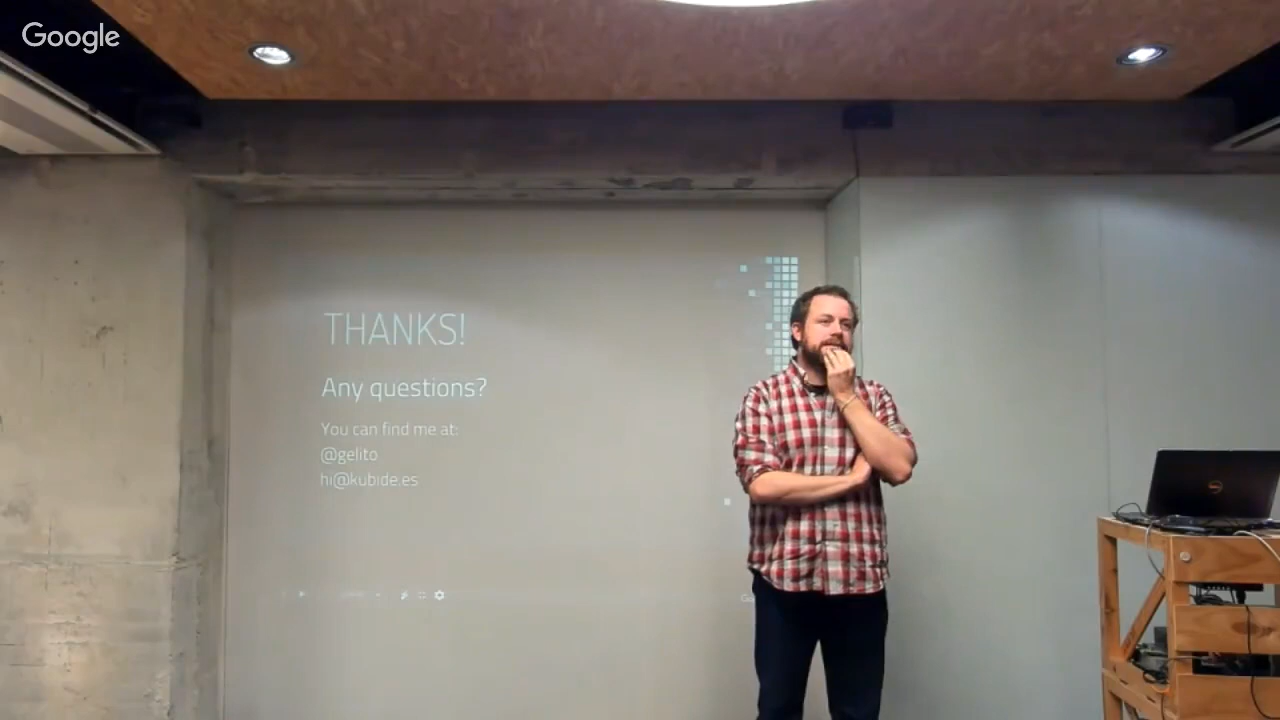 Google
THANKS!
Any questions?
You can find me at:
@gelito
hi@kubide.es